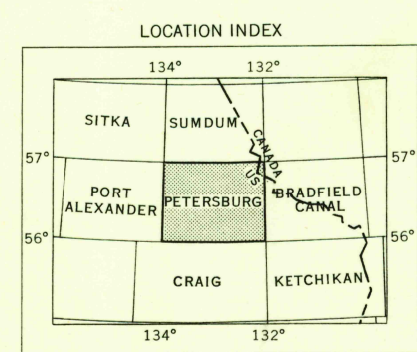 LOCATION INDEX
134° 132°
SITKA SUMDUM
CANADA
US
57° 57°
PORT ALEXANDER PETERSBURG BRADFIELD CANAL
56° 56°
CRAIG KETCHIKAN
134° 132°